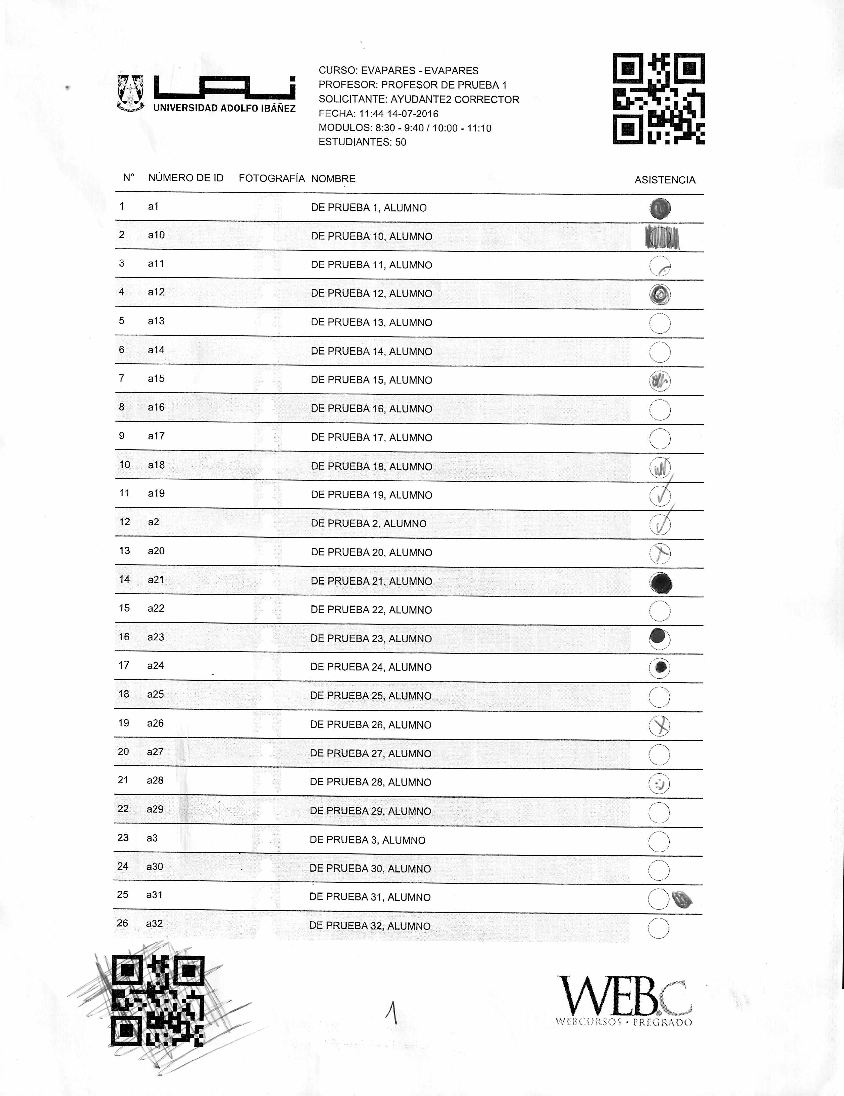 UNIVERSIDAD ADOLFO IBÁÑEZ
CURSO: EVAPARES - EVAPARES
PROFESOR: PROFESOR DE PRUEBA 1
SOLICITANTE: AYUDANTE2 CORRECTOR
FECHA: 11:44 14-07-2016
MODULOS: 8:30 - 9:40 / 10:00 - 11:10
ESTUDIANTES: 50
N° NÚMERO DE ID FOTOGRAFÍA NOMBRE ASISTENCIA
1 a1 DE PRUEBA 1, ALUMNO
2 a10 DE PRUEBA 10, ALUMNO
3 a11 DE PRUEBA 11, ALUMNO
4 a12 DE PRUEBA 12, ALUMNO
5 a13 DE PRUEBA 13, ALUMNO
6 a14 DE PRUEBA 14, ALUMNO
7 a15 DE PRUEBA 15, ALUMNO
8 a16 DE PRUEBA 16, ALUMNO
9 a17 DE PRUEBA 17, ALUMNO
10 a18 DE PRUEBA 18, ALUMNO
11 a19 DE PRUEBA 19, ALUMNO
12 a2 DE PRUEBA 2, ALUMNO
13 a20 DE PRUEBA 20, ALUMNO
14 a21 DE PRUEBA 21, ALUMNO
15 a22 DE PRUEBA 22, ALUMNO
16 a23 DE PRUEBA 23, ALUMNO
17 a24 DE PRUEBA 24, ALUMNO
18 a25 DE PRUEBA 25, ALUMNO
19 a26 DE PRUEBA 26, ALUMNO
20 a27 DE PRUEBA 27, ALUMNO
21 a28 DE PRUEBA 28, ALUMNO
22 a29 DE PRUEBA 29, ALUMNO
23 a3 DE PRUEBA 3, ALUMNO
24 a30 DE PRUEBA 30, ALUMNO
25 a31 DE PRUEBA 31, ALUMNO
26 a32 DE PRUEBA 32, ALUMNO
1
WEBC
WEBCURSOS • PREGRADO